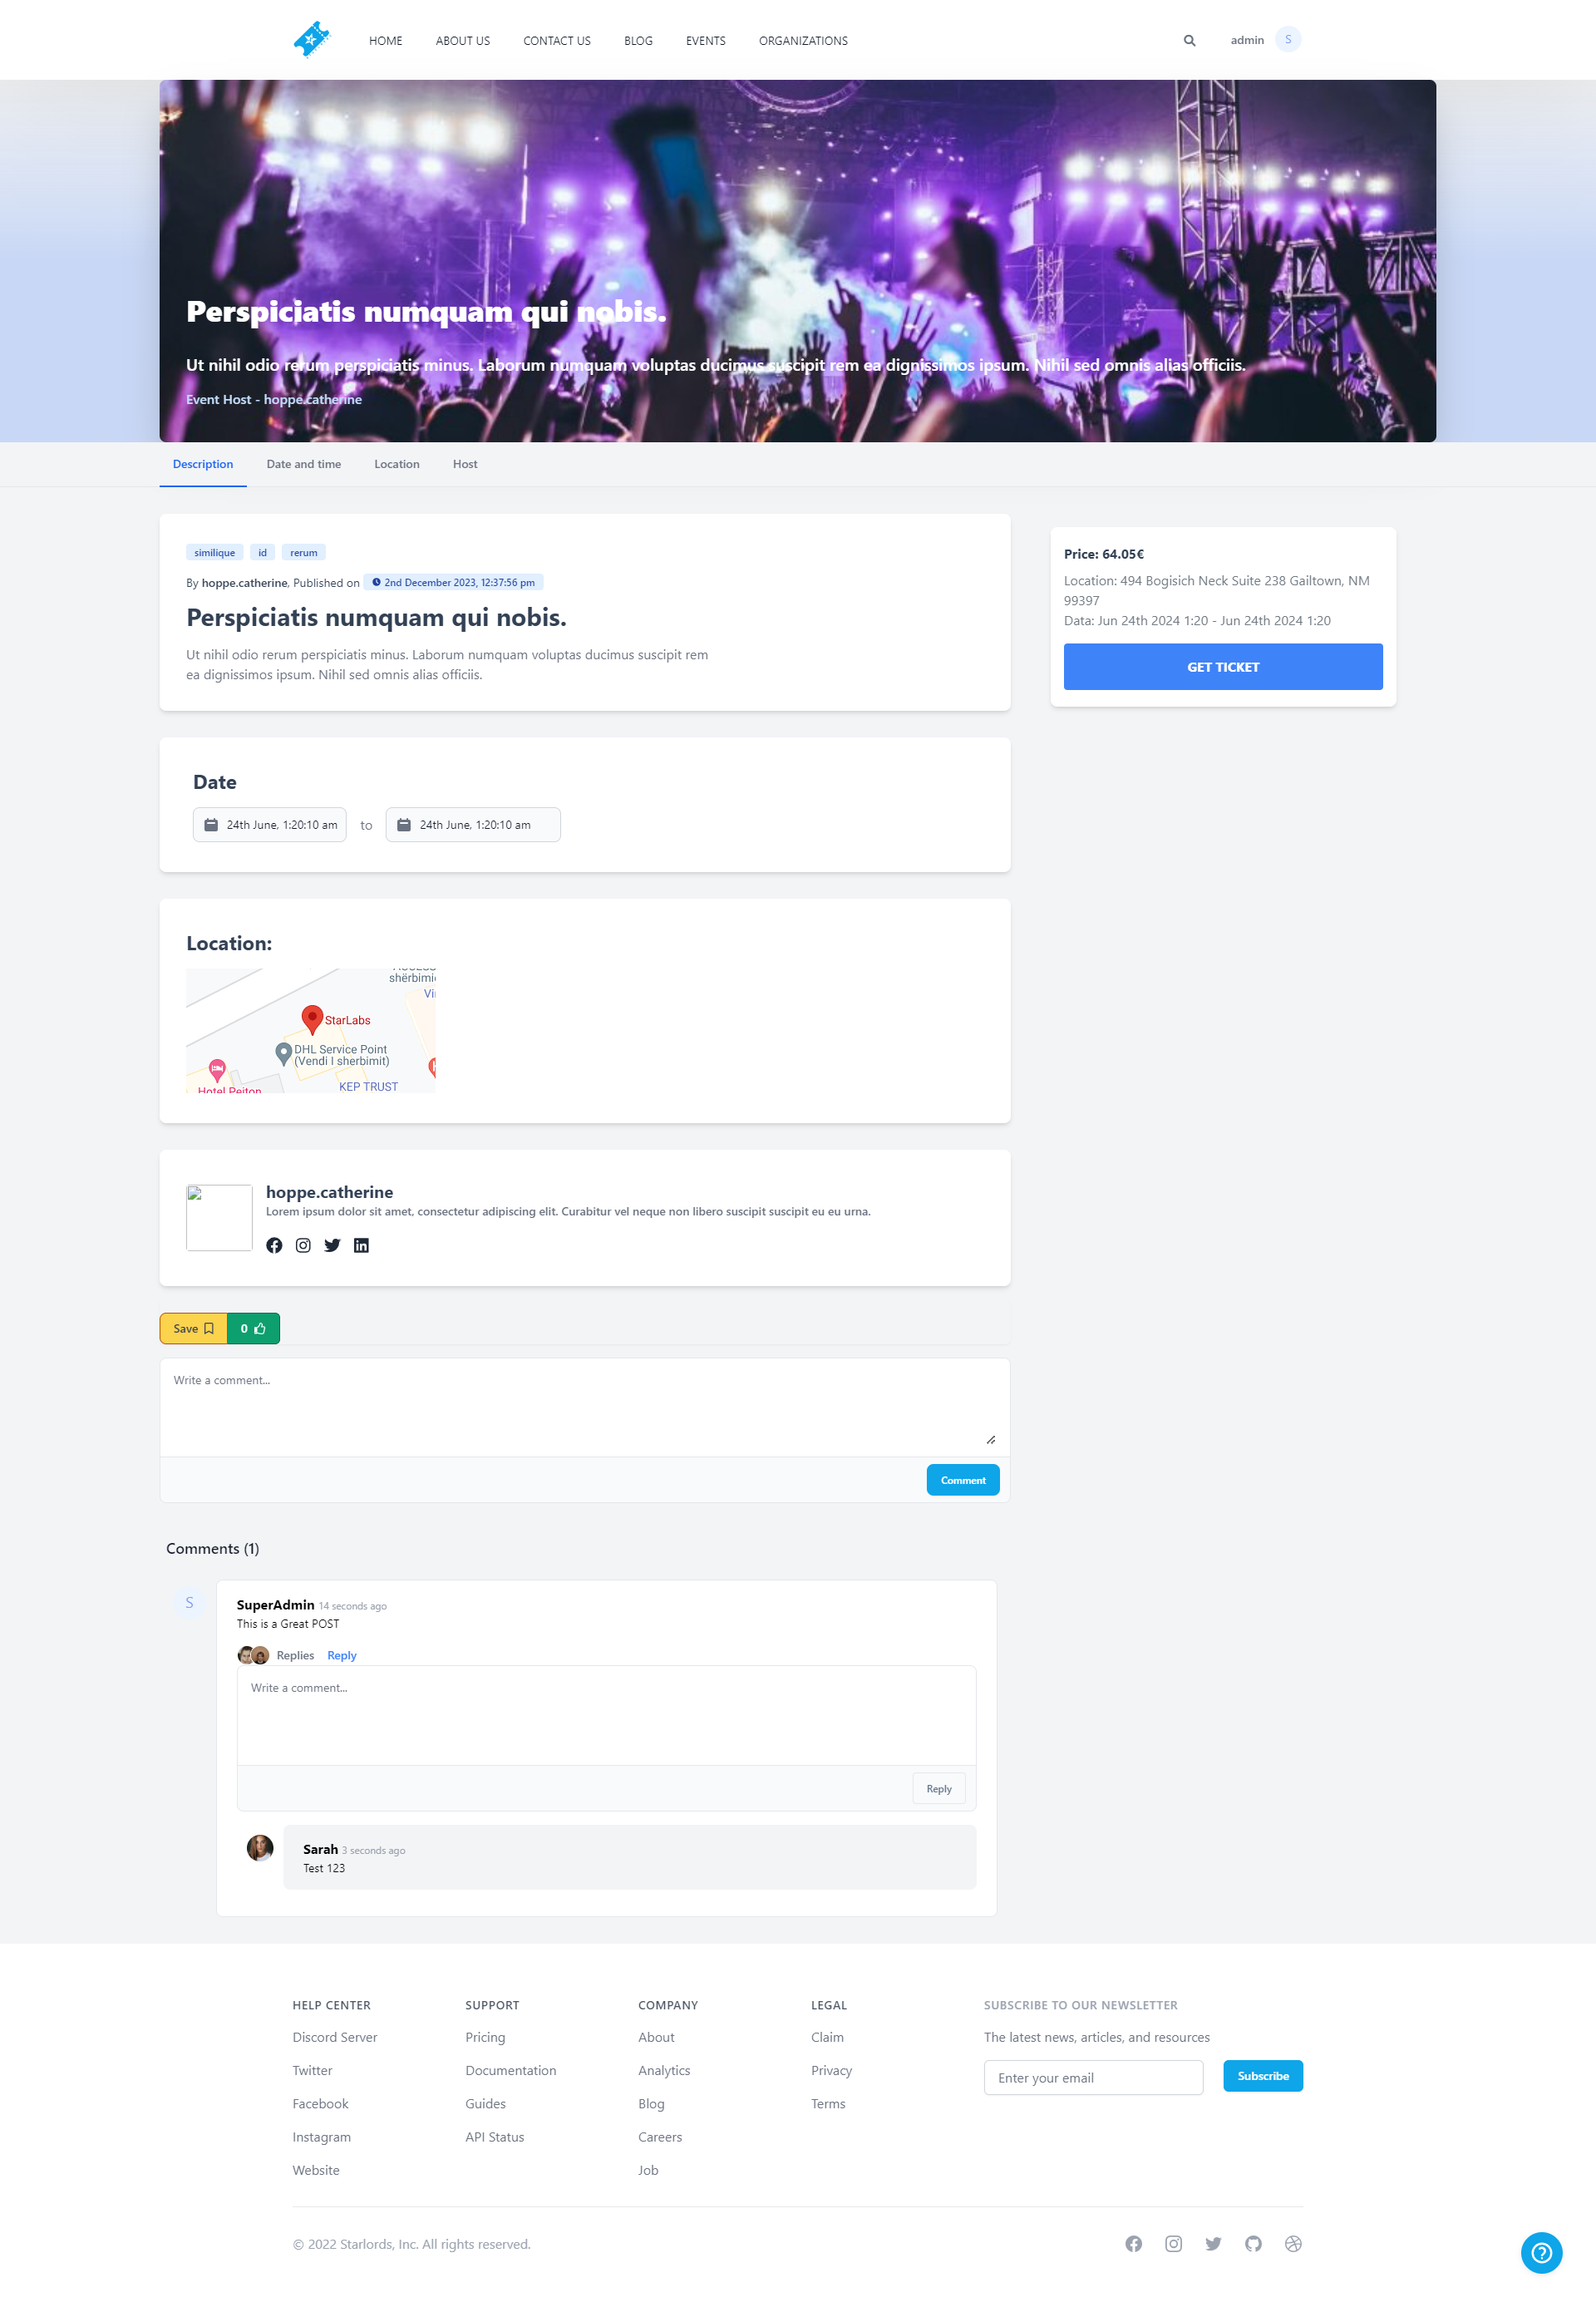 HOME ABOUT US CONTACT US BLOG EVENTS ORGANIZATIONS admin S
Perspiciatis numquam qui nobis.
Ut nihil odio rerum perspiciatis minus. Laborum numquam voluptas ducimus suscipit rem ea dignissimos ipsum. Nihil sed omnis alias officiis.
Event Host - hoppe.catherine
Description Date and time Location Host
similique id rerum
By hoppe.catherine, Published on 2nd December 2023, 12:37:56 pm
Perspiciatis numquam qui nobis.
Ut nihil odio rerum perspiciatis minus. Laborum numquam voluptas ducimus suscipit rem
ea dignissimos ipsum. Nihil sed omnis alias officiis.
Price: 64.05€
Location: 494 Bogisich Neck Suite 238 Gailtown, NM
99397
Data: Jun 24th 2024 1:20 - Jun 24th 2024 1:20
GET TICKET
Date
24th June, 1:20:10 am to 24th June, 1:20:10 am
Location:
shërbimi
Vi
StarLabs
DHL Service Point
(Vendi I sherbimit)
KEP TRUST
Hotel Pejton
hoppe.catherine
Lorem ipsum dolor sit amet, consectetur adipiscing elit. Curabitur vel neque non libero suscipit suscipit eu eu urna.
Save 0
Write a comment...
Comment
Comments (1)
S
SuperAdmin 14 seconds ago
This is a Great POST
Replies Reply
Write a comment...
Reply
Sarah 3 seconds ago
Test 123
HELP CENTER
Discord Server
Twitter
Facebook
Instagram
Website
SUPPORT
Pricing
Documentation
Guides
API Status
COMPANY
About
Analytics
Blog
Careers
Job
LEGAL
Claim
Privacy
Terms
SUBSCRIBE TO OUR NEWSLETTER
The latest news, articles, and resources
Enter your email Subscribe
© 2022 Starlords, Inc. All rights reserved.